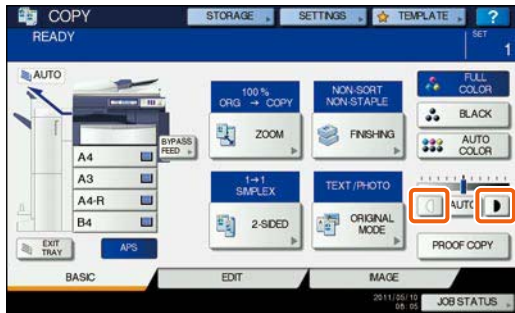 COPY
STORAGE
SETTINGS
TEMPLATE
?
READY
SET
1
AUTO
100 %
ORG → COPY
NON-SORT
NON-STAPLE
FULL
COLOR
ZOOM
FINISHING
BLACK
BYPASS
FEED
AUTO
COLOR
A4
A3
A4-R
B4
1→1
SIMPLEX
TEXT/PHOTO
2-SIDED
ORIGINAL
MODE
AUTO
EXIT
TRAY
APS
PROOF COPY
BASIC
EDIT
IMAGE
2011/05/10
08:05
JOB STATUS